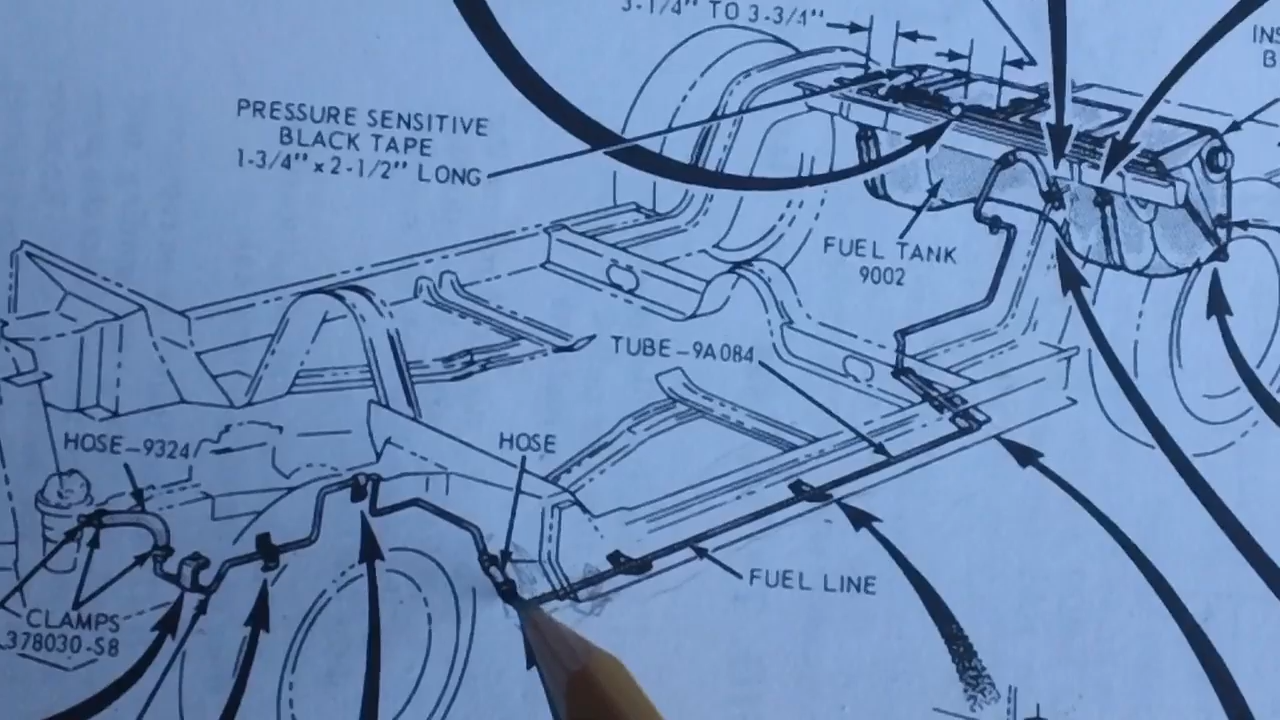 3-1/4" TO 3-3/4"
INS
B
PRESSURE SENSITIVE
BLACK TAPE
1-3/4" x 2-1/2" LONG
FUEL TANK
9002
TUBE-9A084
HOSE-9324
HOSE
FUEL LINE
CLAMPS
378030-S8